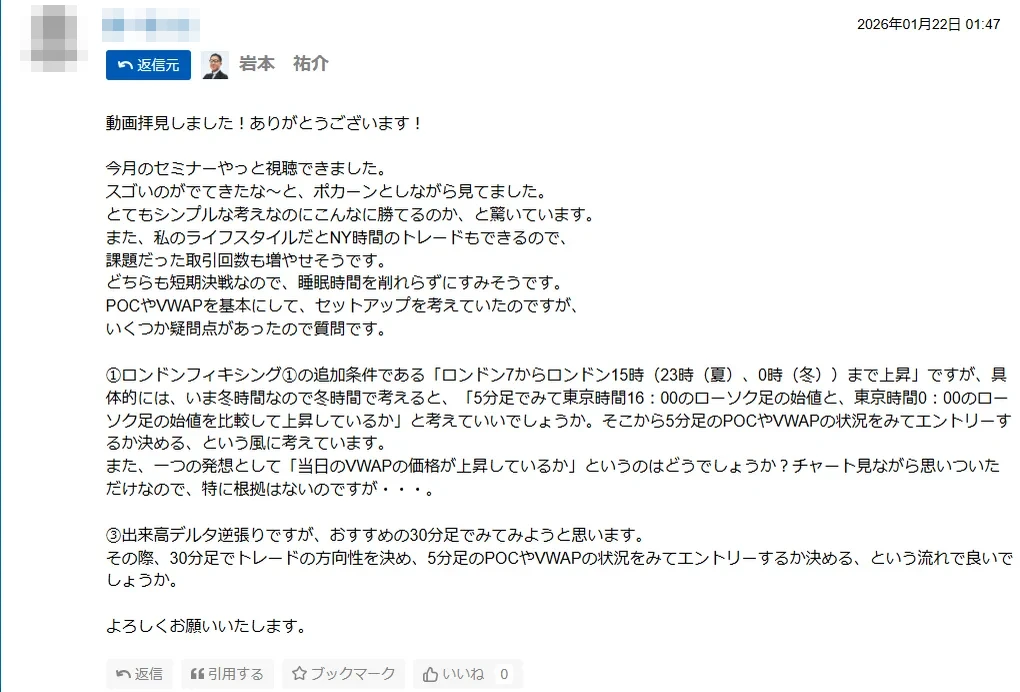 2026年01月22日 01:47
返信元 岩本 祐介
動画拝見しました！ありがとうございます！
今月のセミナーやっと視聴できました。
スゴいのがでてきたな～と、ポカーンとしながら見てました。
とてもシンプルな考えなのにこんなに勝てるのか、と驚いています。
また、私のライフスタイルだとNY時間のトレードもできるので、
課題だった取引回数も増やせそうです。
どちらも短期決戦なので、睡眠時間を削れらずにすみそうです。
POCやVWAPを基本にして、セットアップを考えていたのですが、
いくつか疑問点があったので質問です。
①ロンドンフィキシング①の追加条件である「ロンドン7からロンドン15時（23時（夏）、0時（冬））まで上昇」ですが、具
体的には、いま冬時間なので冬時間で考えると、「5分足でみて東京時間16：00のローソク足の始値と、東京時間0：00のロー
ソク足の始値を比較して上昇しているか」と考えていいでしょうか。そこから5分足のPOCやVWAPの状況をみてエントリーす
るか決める、という風に考えています。
また、一つの発想として「当日のVWAPの価格が上昇しているか」というのはどうでしょうか？チャート見ながら思いついた
だけなので、特に根拠はないのですが・・・。
③出来高デルタ逆張りですが、おすすめの30分足でみてみようと思います。
その際、30分足でトレードの方向性を決め、5分足のPOCやVWAPの状況をみてエントリーするか決める、という流れで良いで
しょうか。
よろしくお願いいたします。
返信 引用する ブックマーク いいね 0